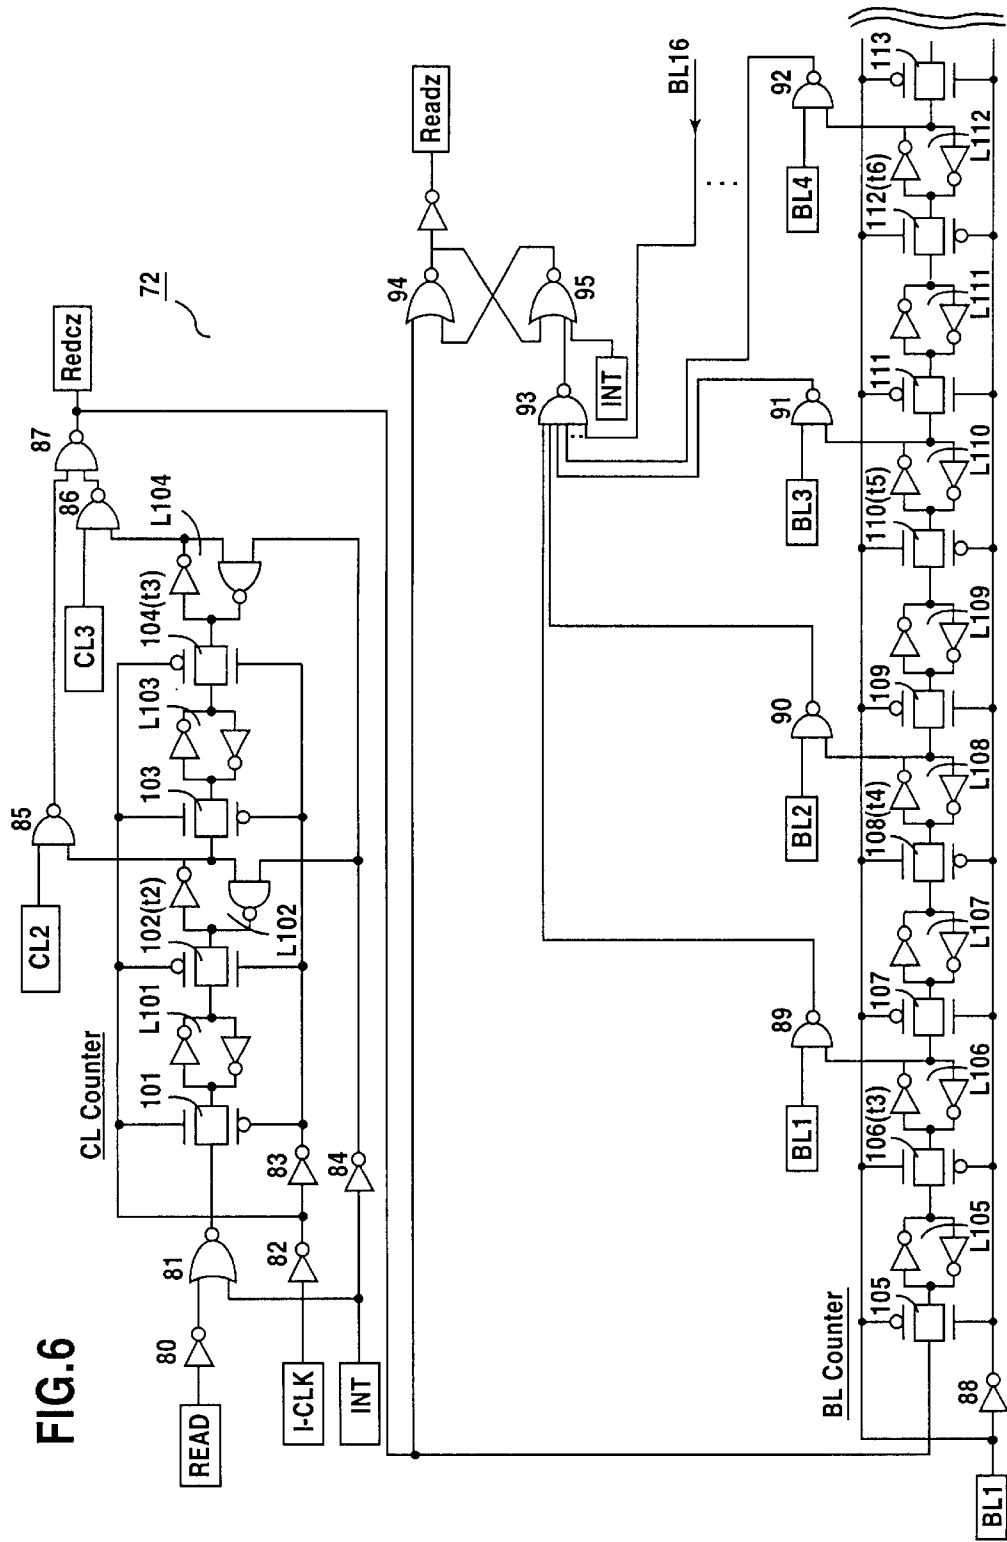 FIG.6
72
CL Counter
READ
I-CLK
INT
80
81
82
83
84
101
L101
102(t2)
L102
103
L103
104(t3)
L104
CL2
85
CL3
86
87
Redcz
94
95
Readz
INT
93
BL16
BL1
89
BL2
90
BL3
91
BL4
92
BL Counter
BL1
88
105
L105
106(t3)
L106
107
L107
108(t4)
L108
109
L109
110(t5)
L110
111
L111
112(t6)
L112
113